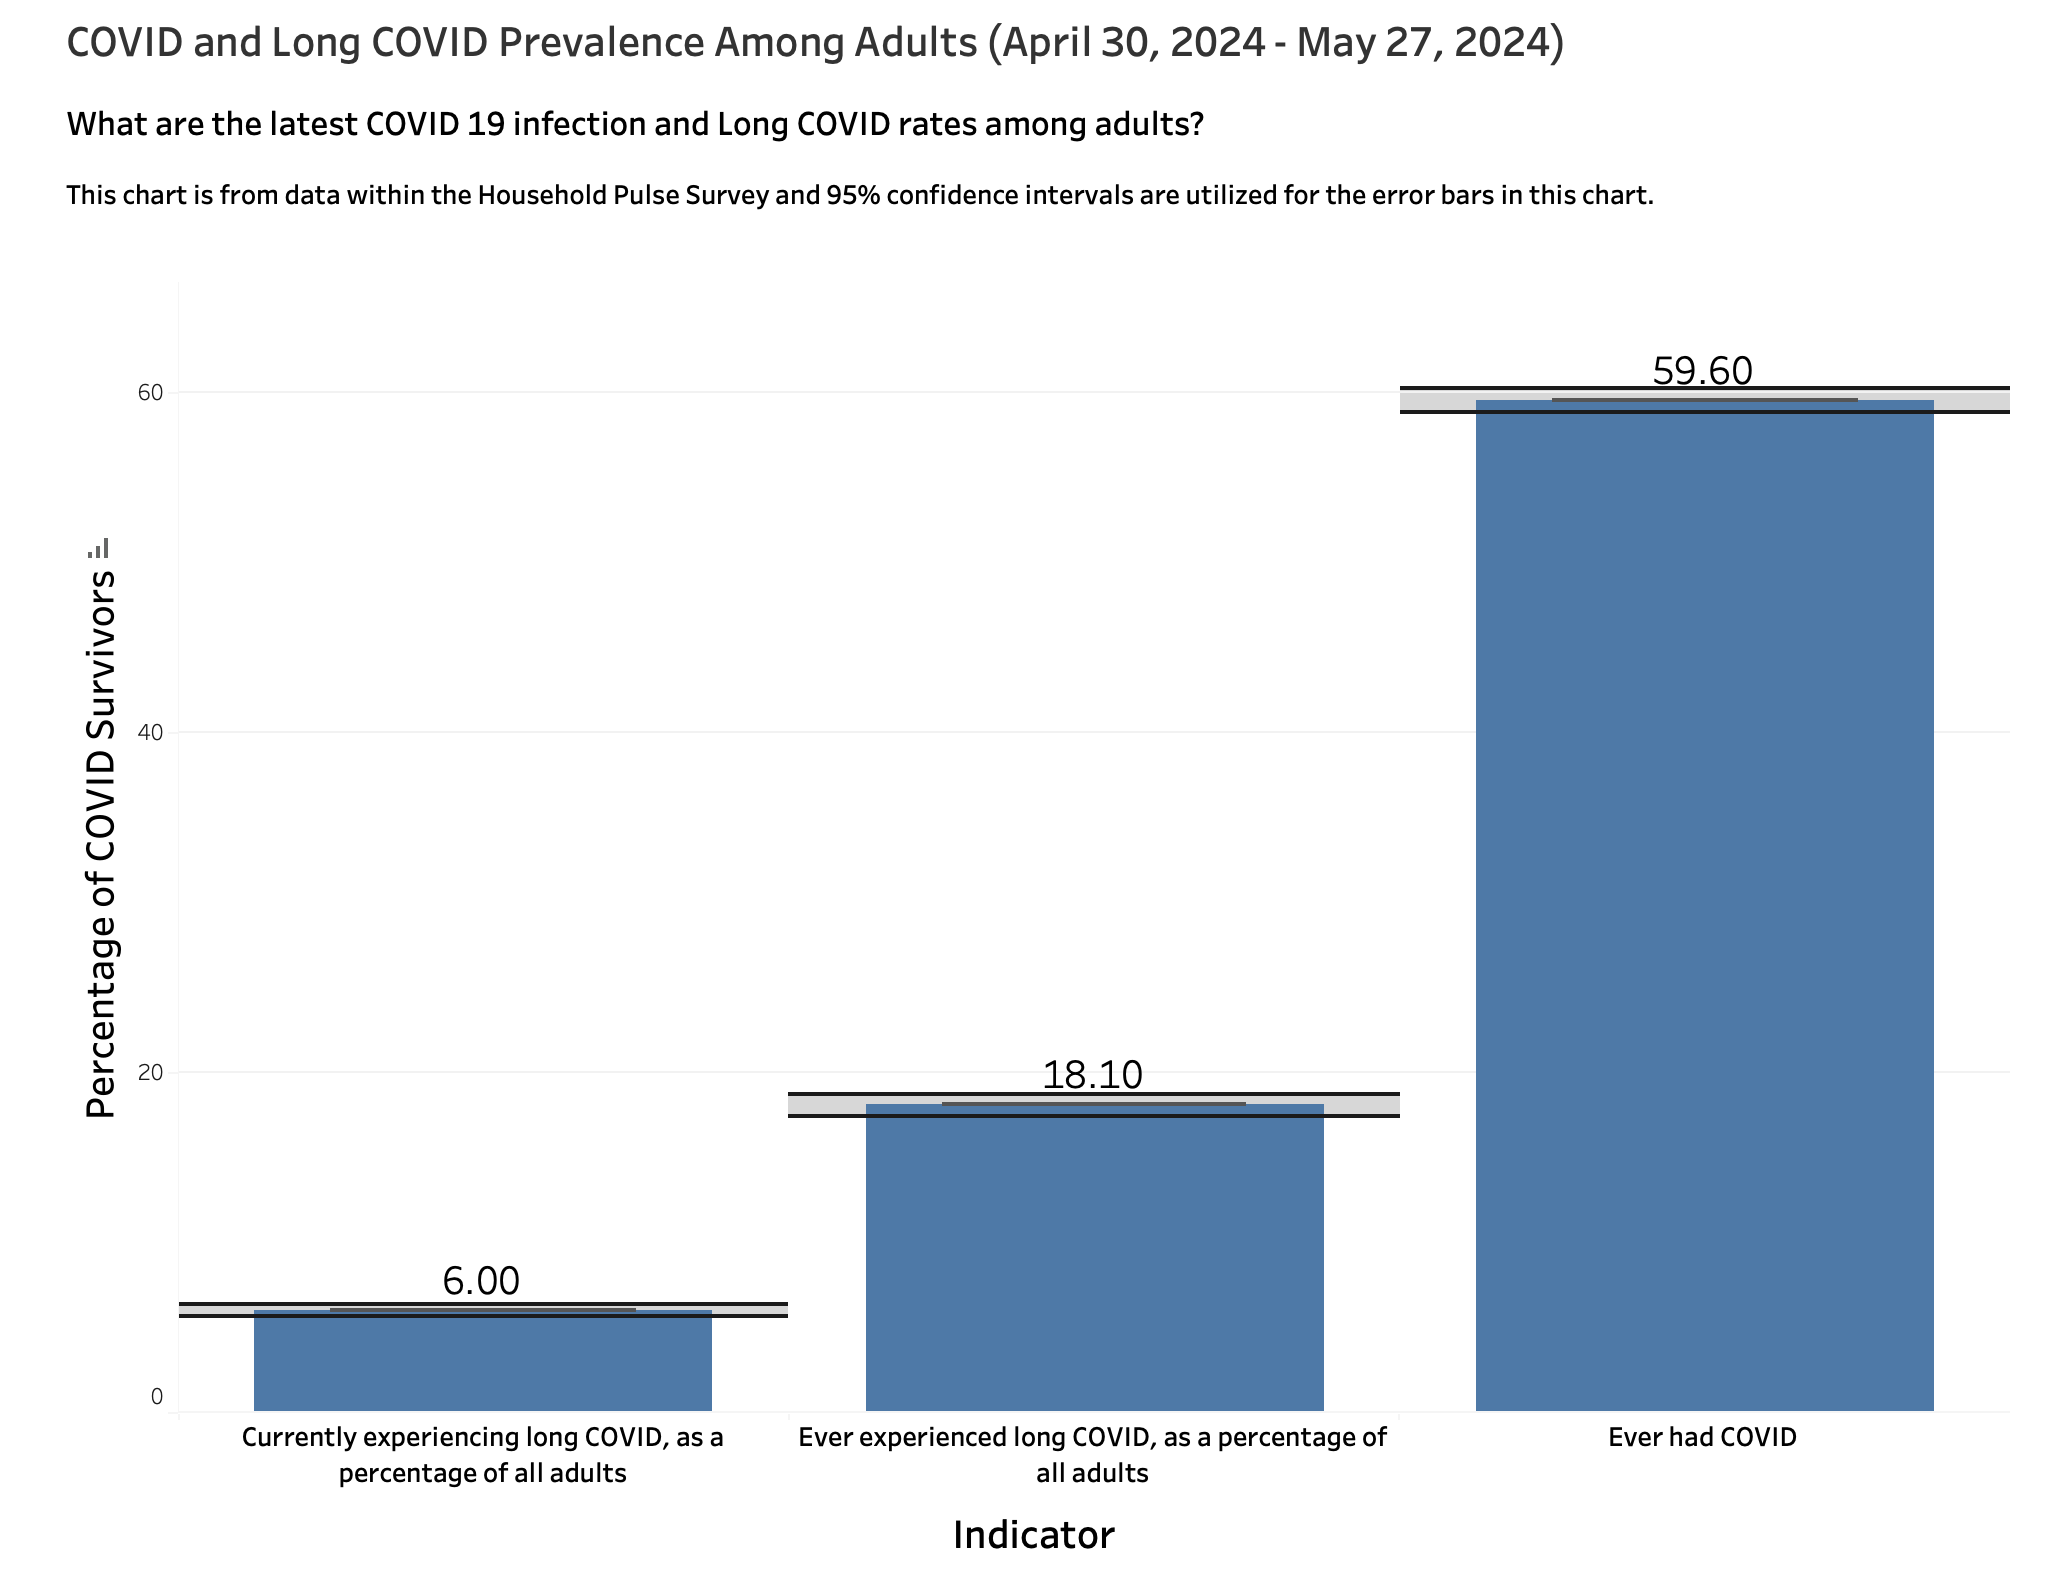 COVID and Long COVID Prevalence Among Adults (April 30, 2024 - May 27, 2024)
What are the latest COVID 19 infection and Long COVID rates among adults?
This chart is from data within the Household Pulse Survey and 95% confidence intervals are utilized for the error bars in this chart.
Percentage of COVID Survivors
60
40
20
0
6.00
18.10
59.60
Currently experiencing long COVID, as a
percentage of all adults
Ever experienced long COVID, as a percentage of
all adults
Ever had COVID
Indicator